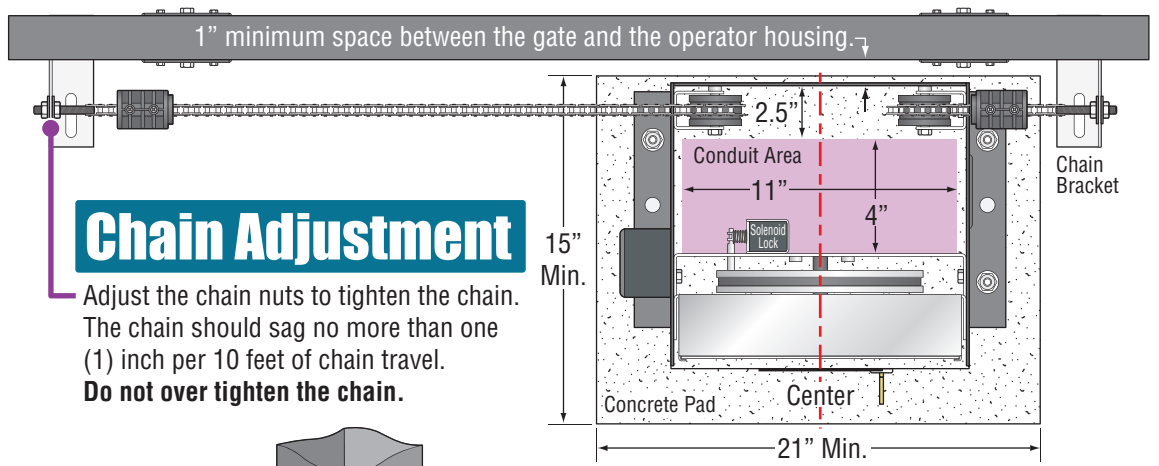 1” minimum space between the gate and the operator housing.
2.5”
Conduit Area
11”
4”
Solenoid
Lock
Chain
Bracket
Chain Adjustment
15”
Min.
Adjust the chain nuts to tighten the chain.
The chain should sag no more than one
(1) inch per 10 feet of chain travel.
Do not over tighten the chain.
Concrete Pad
Center
21” Min.